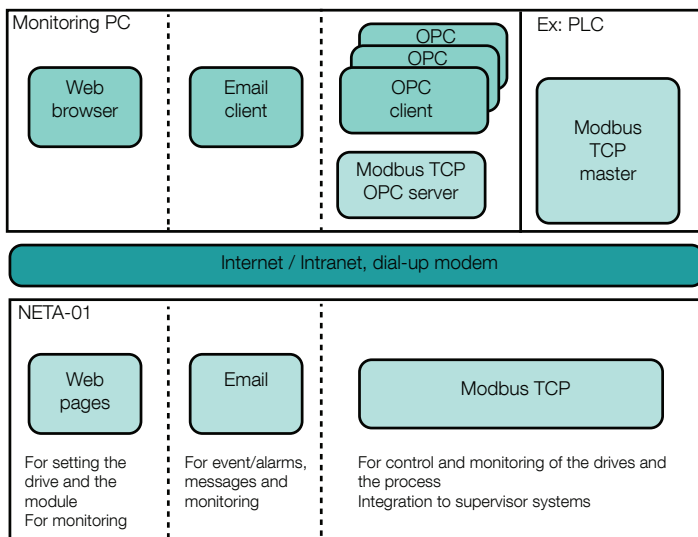 Monitoring PC
Web
browser
Email
client
OPC
OPC
OPC
client
Modbus TCP
OPC server
Ex: PLC
Modbus
TCP
master
Internet / Intranet, dial-up modem
NETA-01
Web
pages
Email
Modbus TCP
For setting the
drive and the
module
For monitoring
For event/alarms,
messages and
monitoring
For control and monitoring of the drives and
the process
Integration to supervisor systems